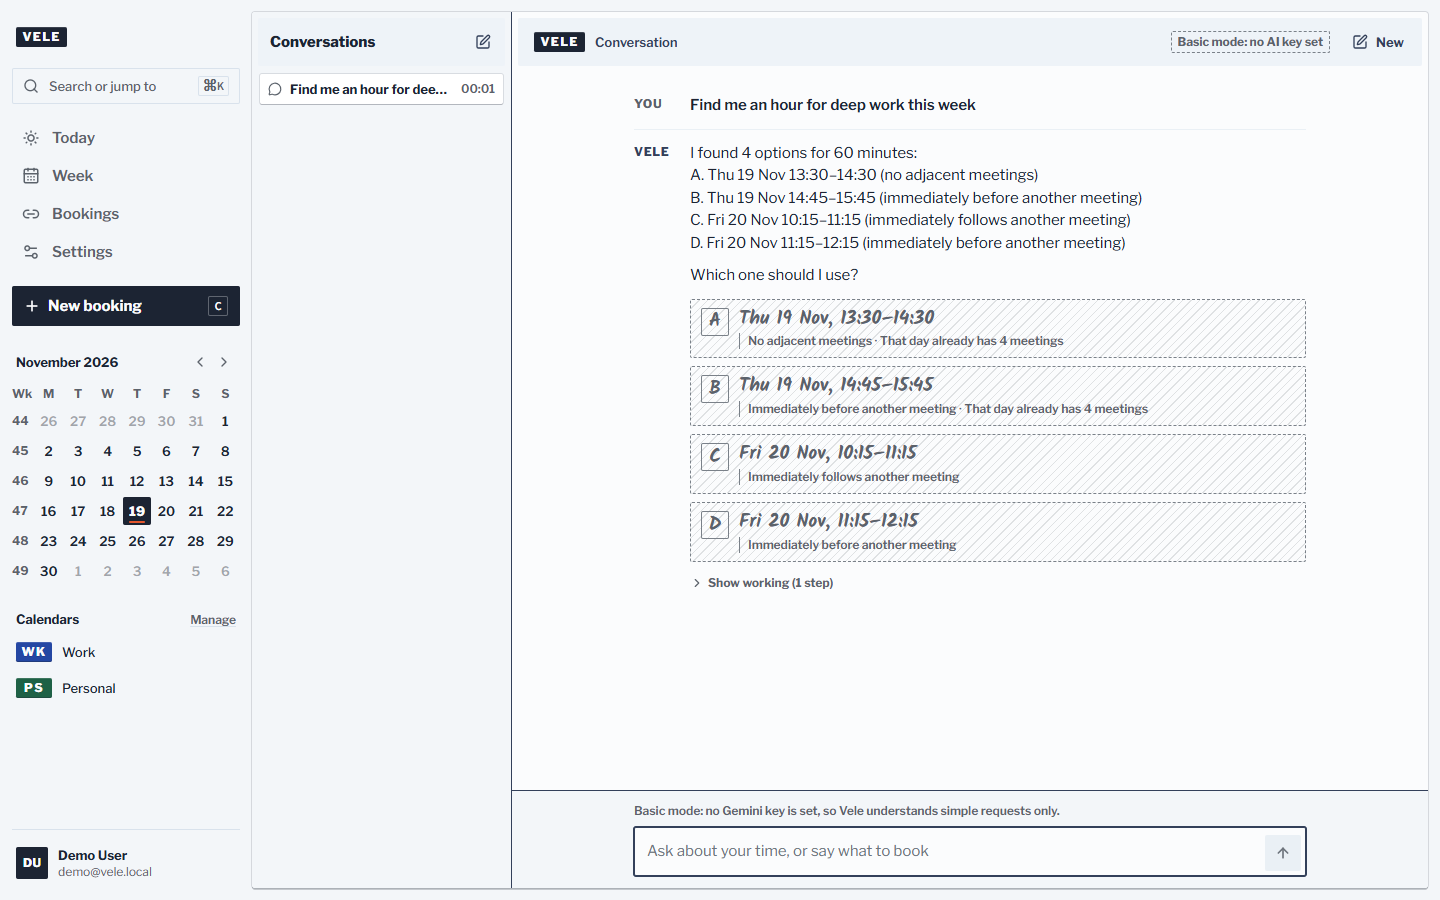 VELE
Search or jump to
⌘K
Today
Week
Bookings
Settings
New booking
C
November 2026
Wk M T W T F S S
44 26 27 28 29 30 31 1
45 2 3 4 5 6 7 8
46 9 10 11 12 13 14 15
47 16 17 18 19 20 21 22
48 23 24 25 26 27 28 29
49 30 1 2 3 4 5 6
Calendars
Manage
WK Work
PS Personal
DU
Demo User
demo@vele.local
Conversations
Find me an hour for dee... 00:01
VELE Conversation
Basic mode: no AI key set
New
YOU Find me an hour for deep work this week
VELE I found 4 options for 60 minutes:
A. Thu 19 Nov 13:30–14:30 (no adjacent meetings)
B. Thu 19 Nov 14:45–15:45 (immediately before another meeting)
C. Fri 20 Nov 10:15–11:15 (immediately follows another meeting)
D. Fri 20 Nov 11:15–12:15 (immediately before another meeting)
Which one should I use?
A Thu 19 Nov, 13:30–14:30
No adjacent meetings · That day already has 4 meetings
B Thu 19 Nov, 14:45–15:45
Immediately before another meeting · That day already has 4 meetings
C Fri 20 Nov, 10:15–11:15
Immediately follows another meeting
D Fri 20 Nov, 11:15–12:15
Immediately before another meeting
Show working (1 step)
Basic mode: no Gemini key is set, so Vele understands simple requests only.
Ask about your time, or say what to book